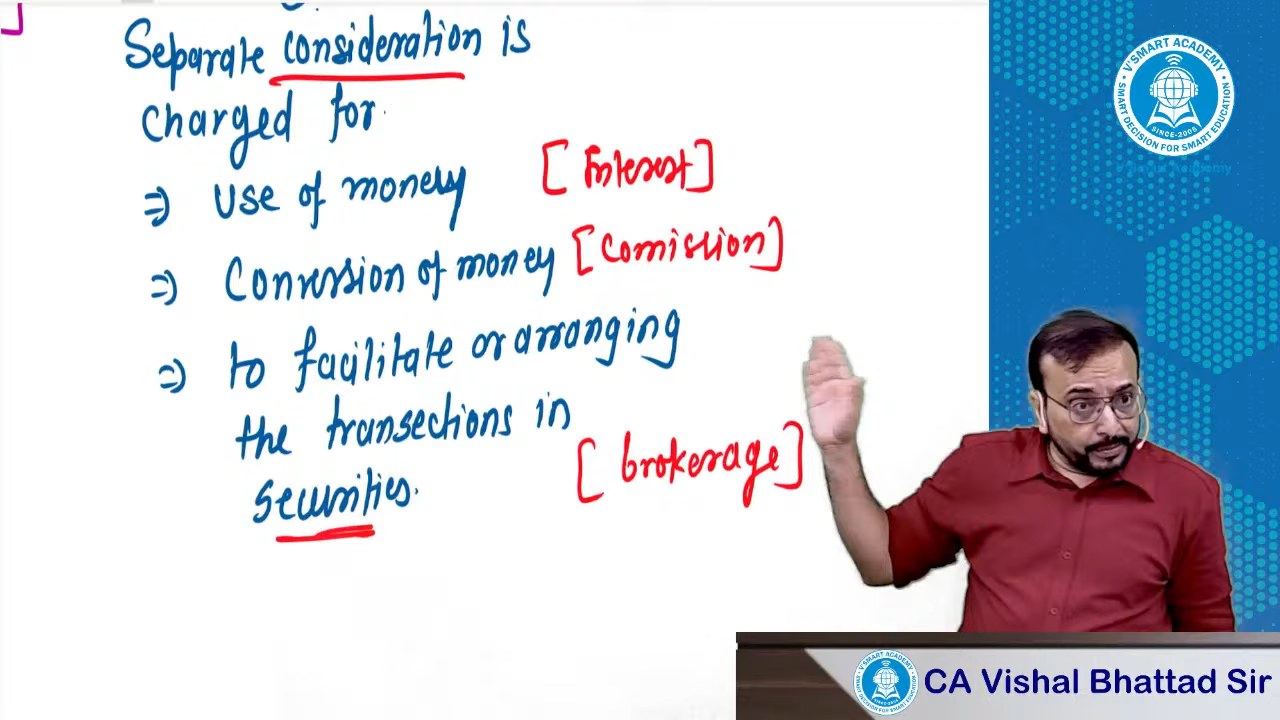 Separate consideration is
charged for
⇒ Use of money [Interest]
⇒ Conversion of money [Comission]
⇒ to facilitate or arranging
the transections in
securities. [brokerage]
V'SMART ACADEMY
SMART DECISION FOR SMART EDUCATION
SINCE-2006
CA Vishal Bhattad Sir